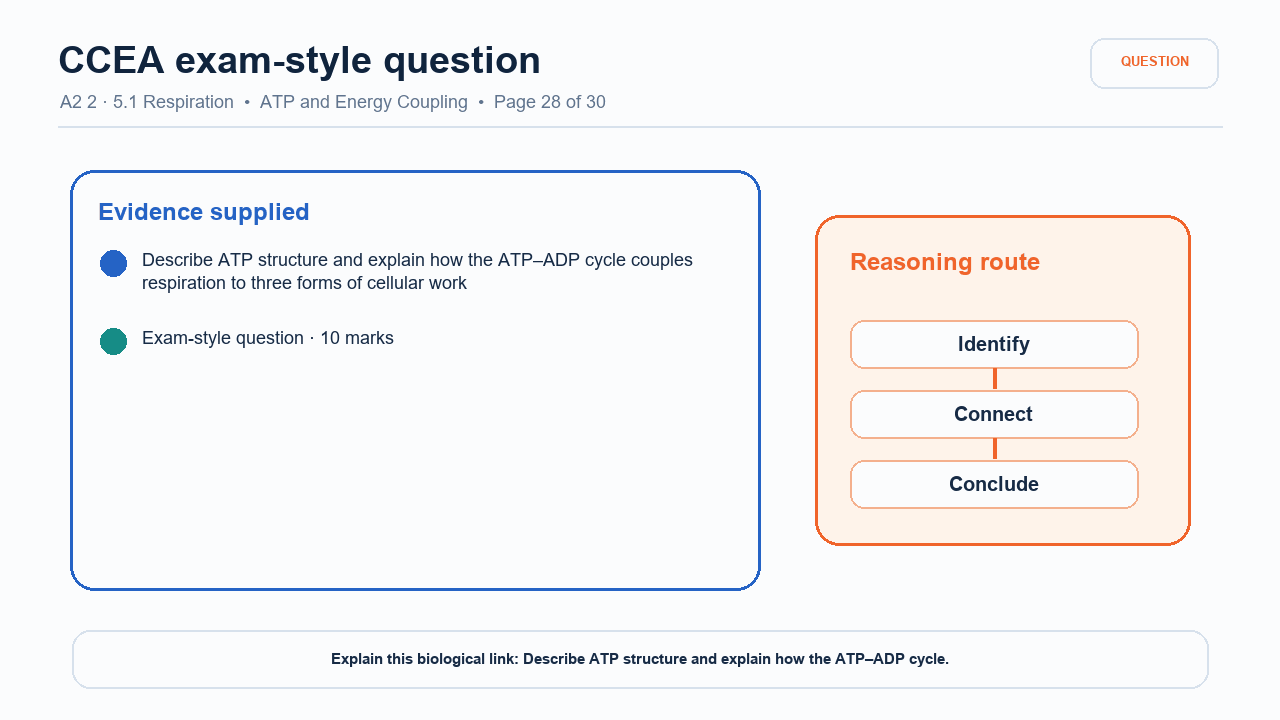 CCEA exam-style question
QUESTION
A2 2 · 5.1 Respiration • ATP and Energy Coupling • Page 28 of 30
Evidence supplied
Describe ATP structure and explain how the ATP–ADP cycle couples
respiration to three forms of cellular work
Exam-style question · 10 marks
Reasoning route
Identify
Connect
Conclude
Explain this biological link: Describe ATP structure and explain how the ATP–ADP cycle.